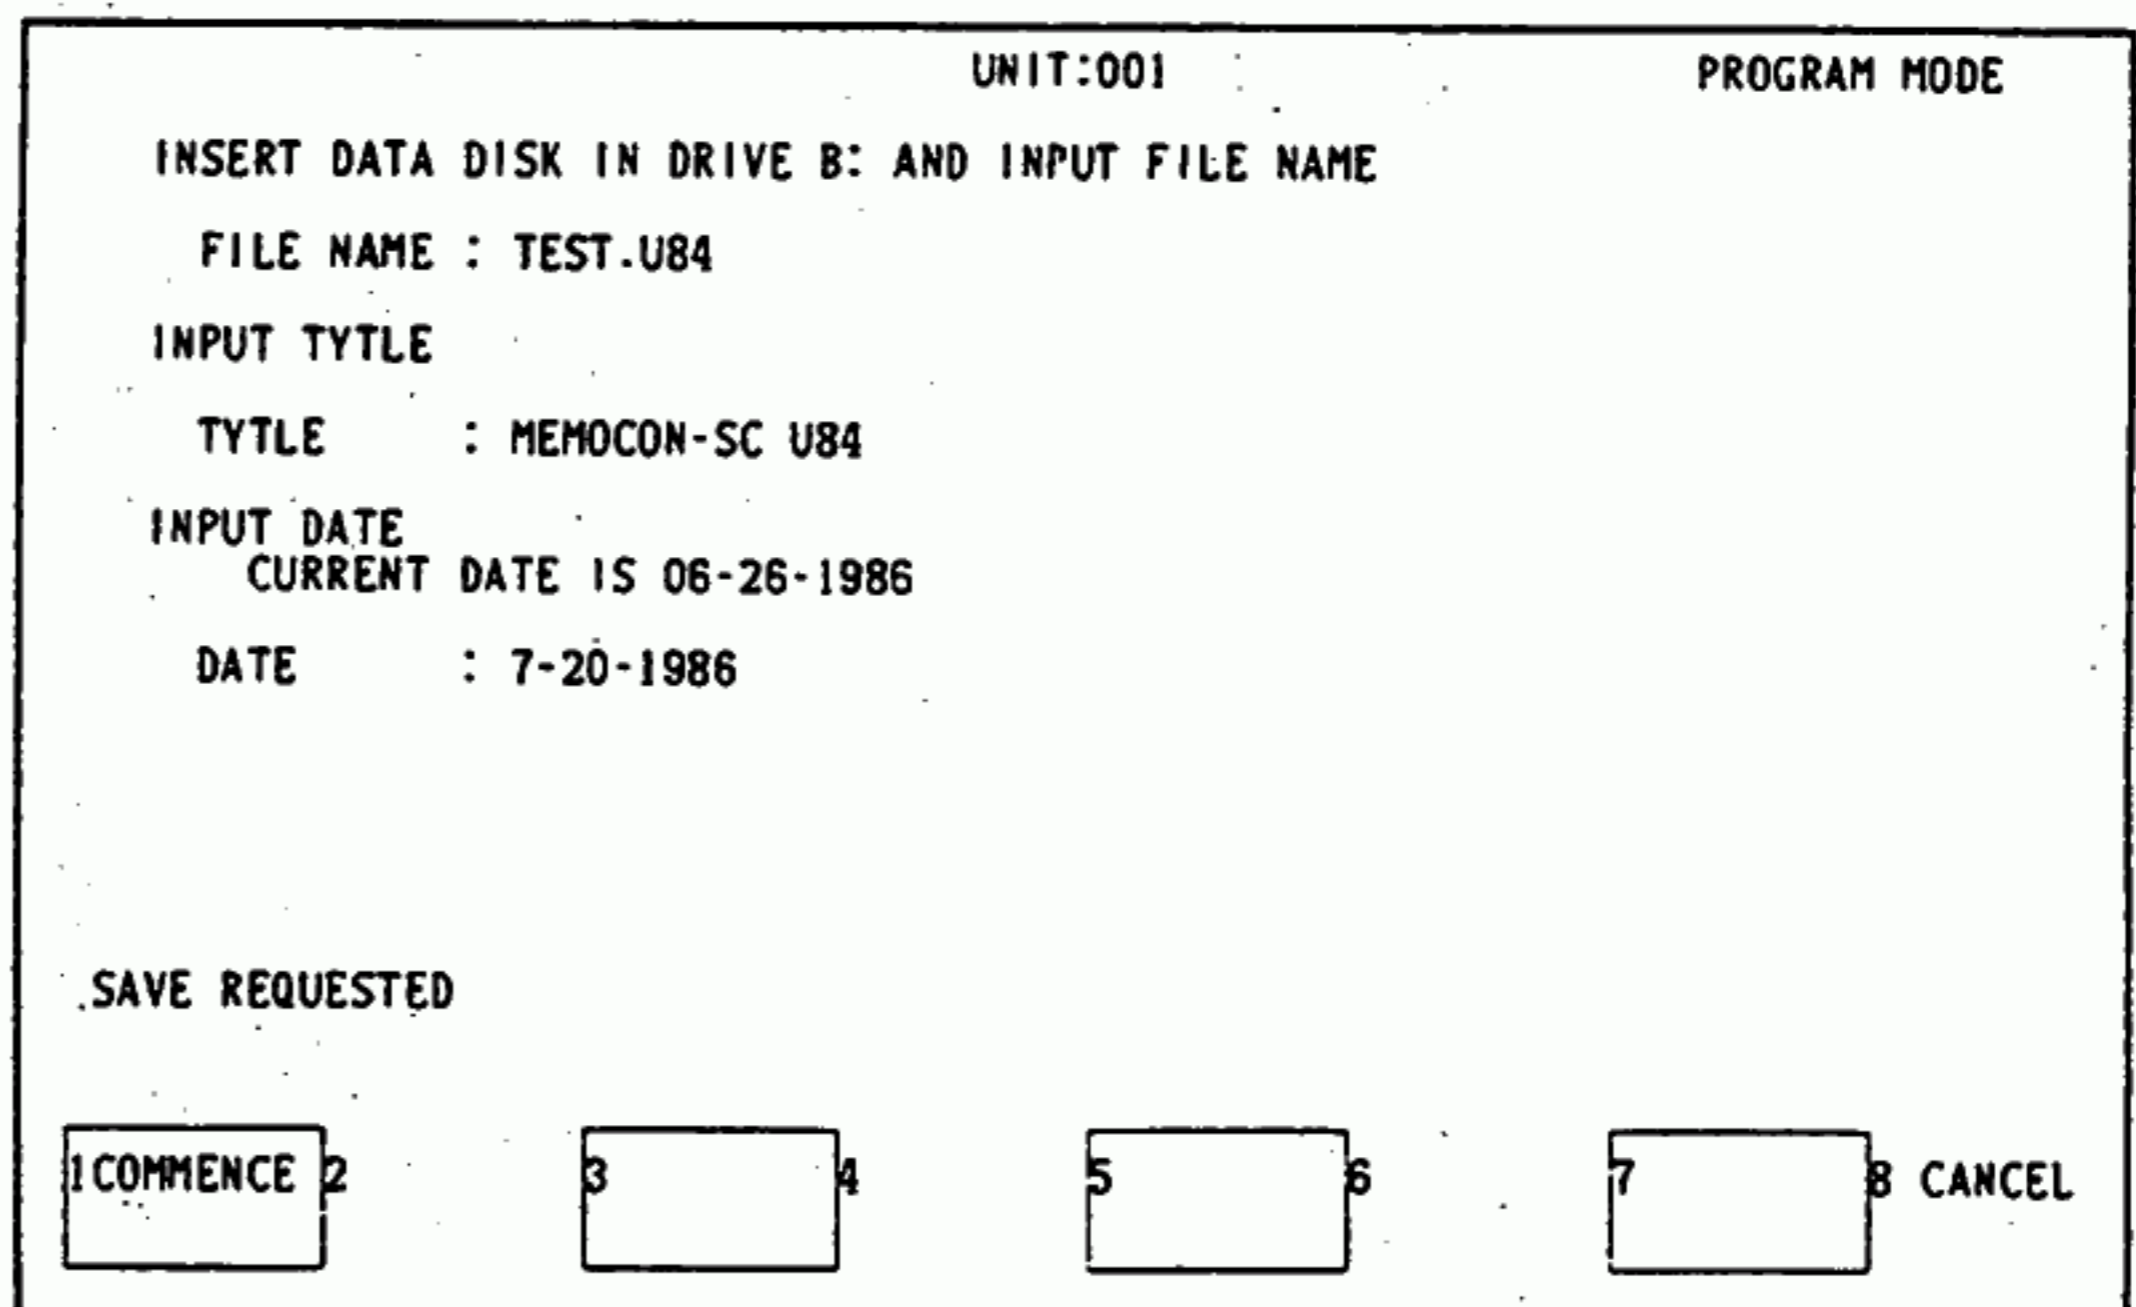 UNIT:001 PROGRAM MODE
INSERT DATA DISK IN DRIVE B: AND INPUT FILE NAME
FILE NAME : TEST.U84
INPUT TYTLE
TYTLE : MEMOCON-SC U84
INPUT DATE
CURRENT DATE IS 06-26-1986
DATE : 7-20-1986
SAVE REQUESTED
1COMMENCE 2 3 4 5 6 7 8 CANCEL